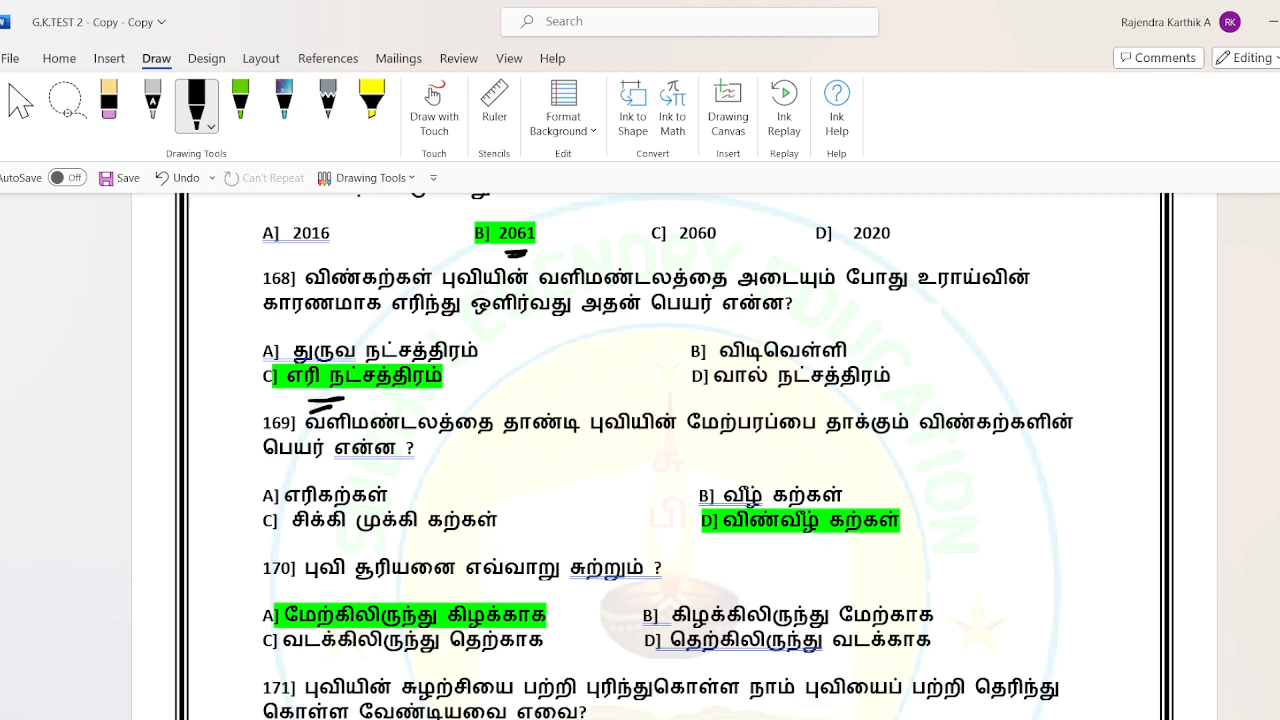 G.K.TEST 2 - Copy - Copy
Search
Rajendra Karthik A
RK
File Home Insert Draw Design Layout References Mailings Review View Help
Comments
Editing
Draw with Touch
Ruler
Format Background
Ink to Shape
Ink to Math
Drawing Canvas
Ink Replay
Ink Help
Drawing Tools Touch Stencils Edit Convert Insert Replay Help
AutoSave Off Save Undo Can't Repeat Drawing Tools
A] 2016 B] 2061 C] 2060 D] 2020
168] விண்கற்கள் புவியின் வளிமண்டலத்தை அடையும் போது உராய்வின்
காரணமாக எரிந்து ஒளிர்வது அதன் பெயர் என்ன?
A] துருவ நட்சத்திரம் B] விடிவெள்ளி
C] எரி நட்சத்திரம் D] வால் நட்சத்திரம்
169] வளிமண்டலத்தை தாண்டி புவியின் மேற்பரப்பை தாக்கும் விண்கற்களின்
பெயர் என்ன ?
A] எரிகற்கள் B] வீழ் கற்கள்
C] சிக்கி முக்கி கற்கள் D] விண்வீழ் கற்கள்
170] புவி சூரியனை எவ்வாறு சுற்றும் ?
A] மேற்கிலிருந்து கிழக்காக B] கிழக்கிலிருந்து மேற்காக
C] வடக்கிலிருந்து தெற்காக D] தெற்கிலிருந்து வடக்காக
171] புவியின் சுழற்சியை பற்றி புரிந்துகொள்ள நாம் புவியைப் பற்றி தெரிந்து
கொள்ள வேண்டியவை எவை?